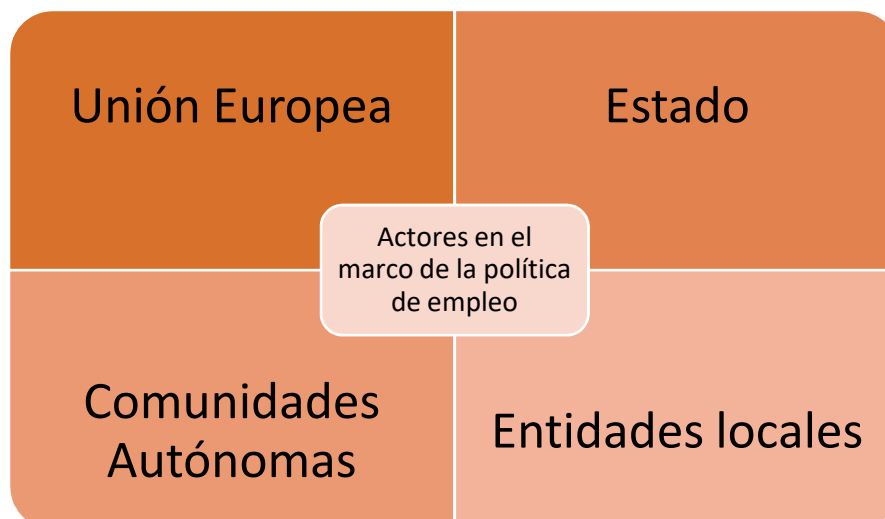 Unión Europea
Estado
Actores en el
marco de la política
de empleo
Comunidades
Autónomas
Entidades locales